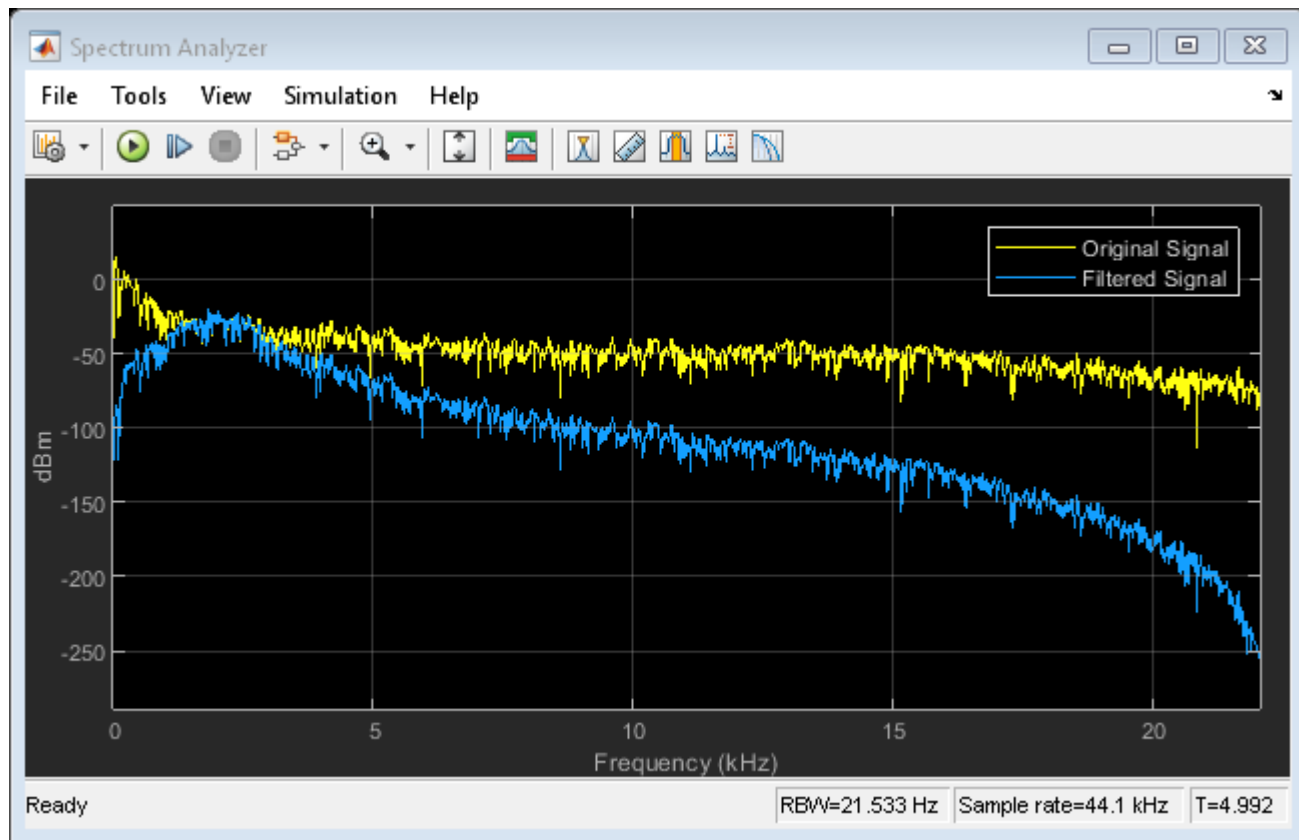 Spectrum Analyzer
File Tools View Simulation Help
Original Signal
Filtered Signal
0
-50
-100
-150
-200
-250
dBm
0 5 10 15 20
Frequency (kHz)
Ready RBW=21.533 Hz Sample rate=44.1 kHz T=4.992